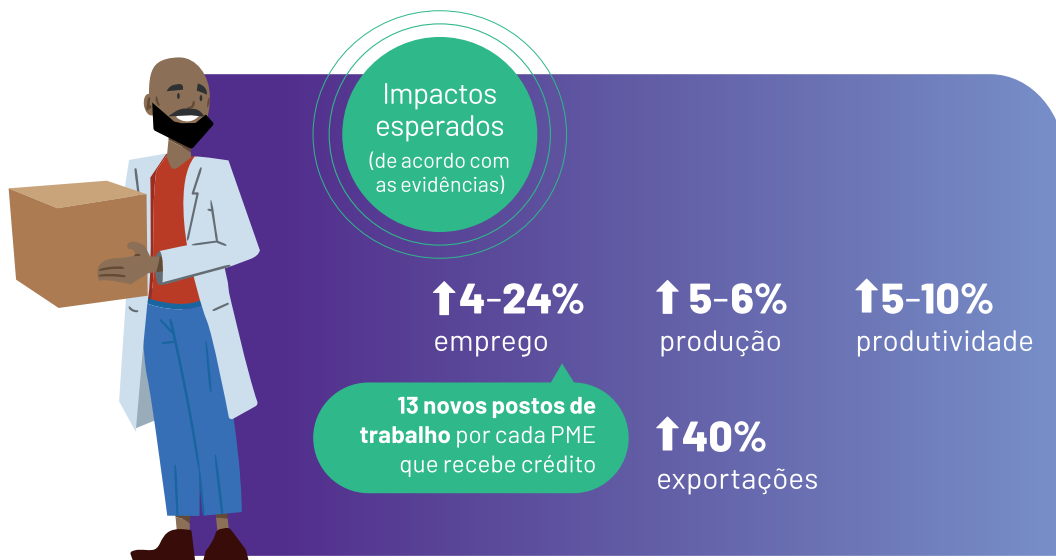 Impactos
esperados
(de acordo com
as evidências)
↑4-24%
emprego
↑5-6%
produção
↑5-10%
produtividade
13 novos postos de
trabalho por cada PME
que recebe crédito
↑40%
exportações